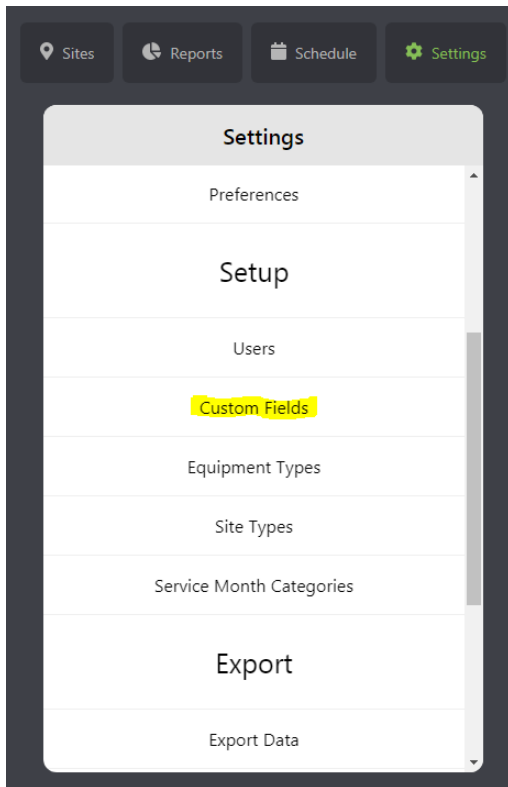 Sites
Reports
Schedule
Settings
Settings
Preferences
Setup
Users
Custom Fields
Equipment Types
Site Types
Service Month Categories
Export
Export Data